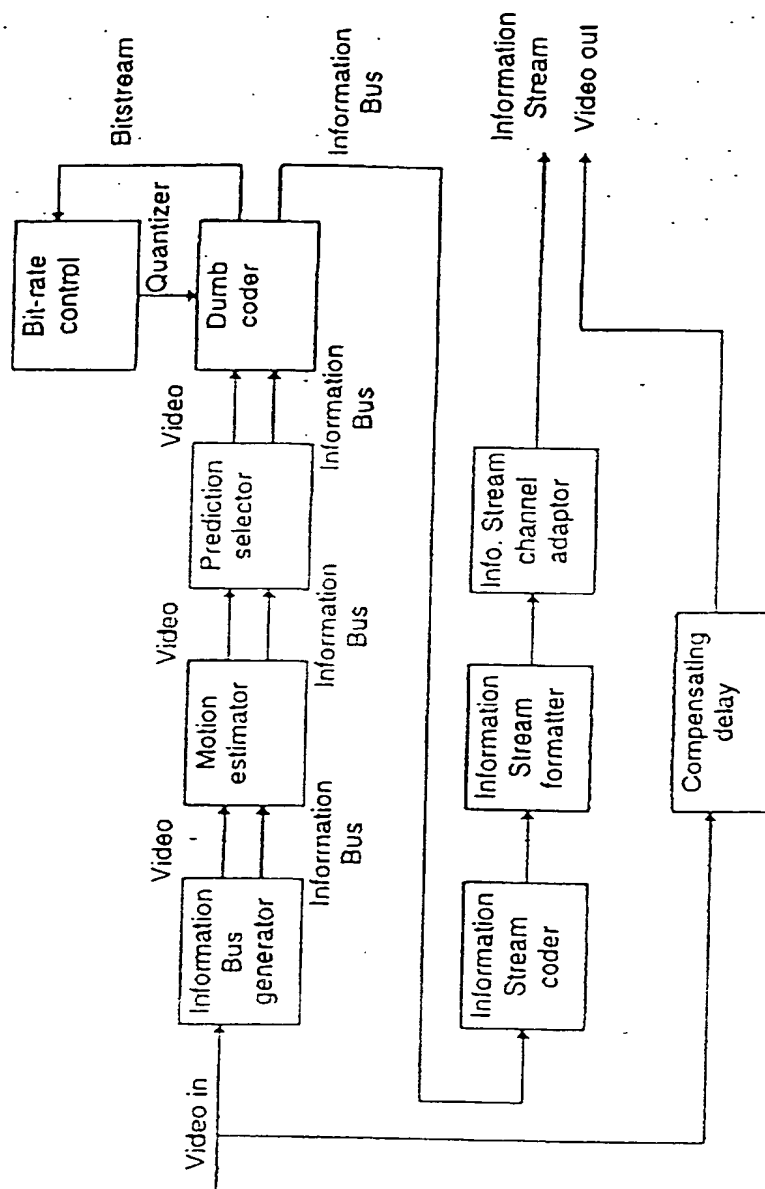 Video in
Information
Bus
generator
Video
Information
Bus
Motion
estimator
Video
Information
Bus
Prediction
selector
Video
Information
Bus
Bit-rate
control
Quantizer
Dumb
coder
Bitstream
Information
Bus
Information
Stream
coder
Information
Stream
formatter
Info. Stream
channel
adaptor
Information
Stream
Video out
Compensating
delay